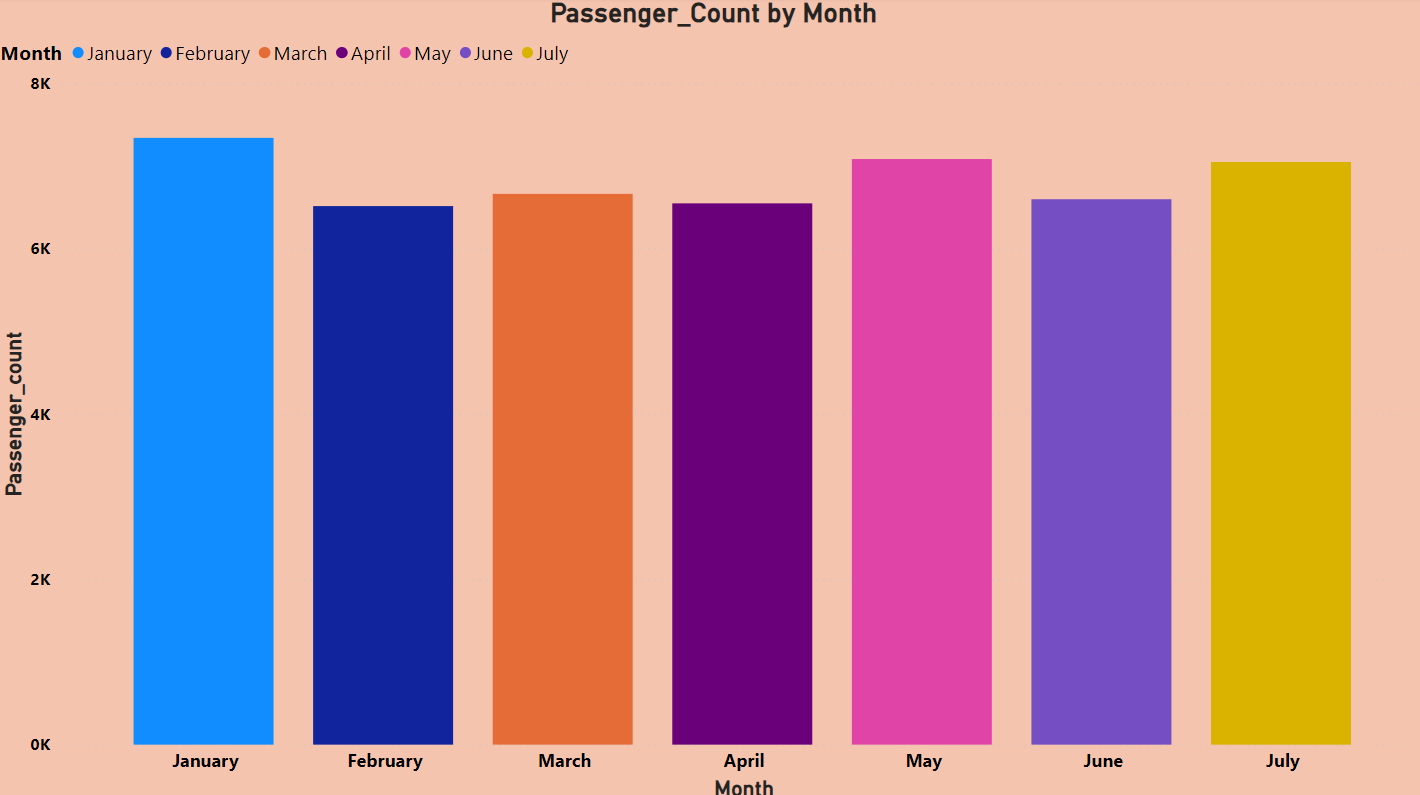 Passenger_Count by Month
Month January February March April May June July
8K
6K
4K
2K
0K
Passenger_count
January February March April May June July
Month